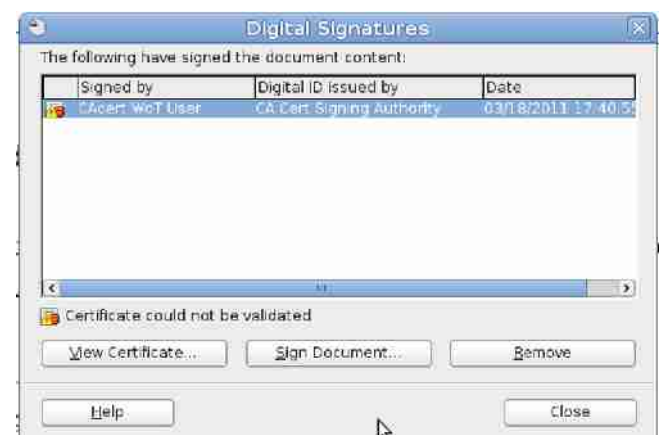 Digital Signatures
The following have signed the document content:
Signed by Digital ID issued by Date
CAcert WoT User CA Cert Signing Authority 03/18/2011 17:40:55
Certificate could not be validated
View Certificate... Sign Document... Remove
Help Close